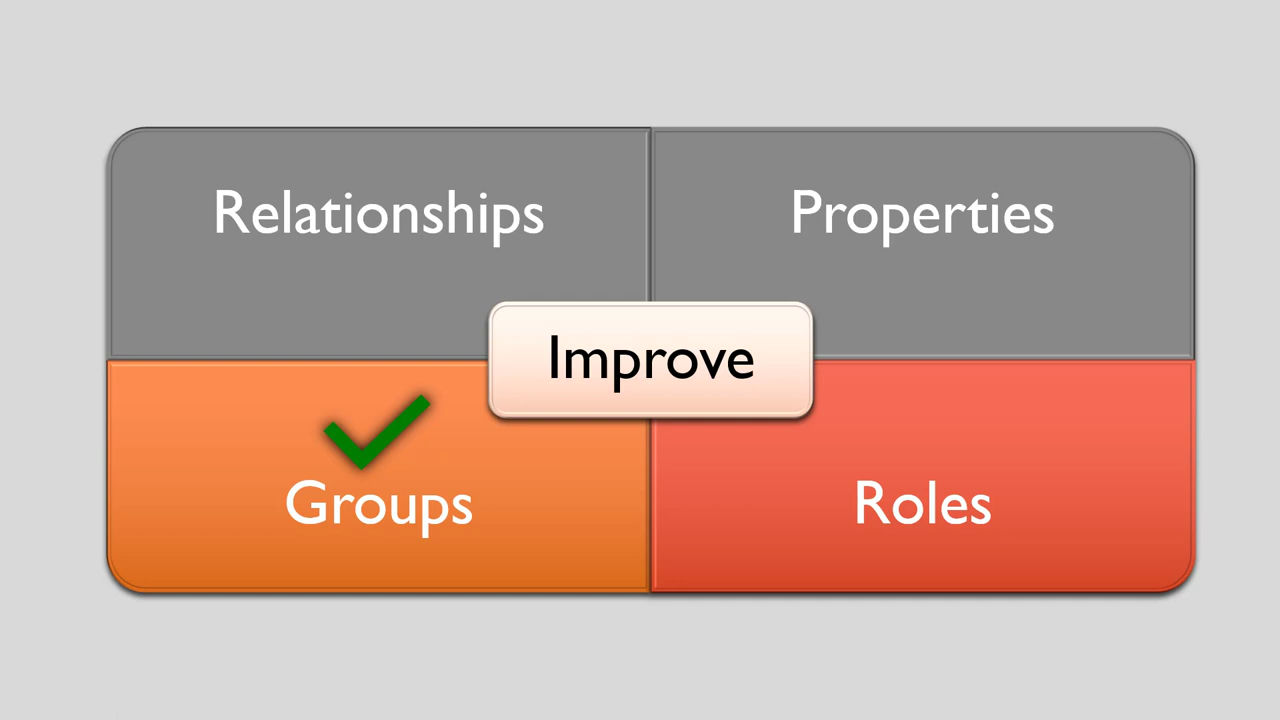 Relationships
Properties
Improve
Groups
Roles